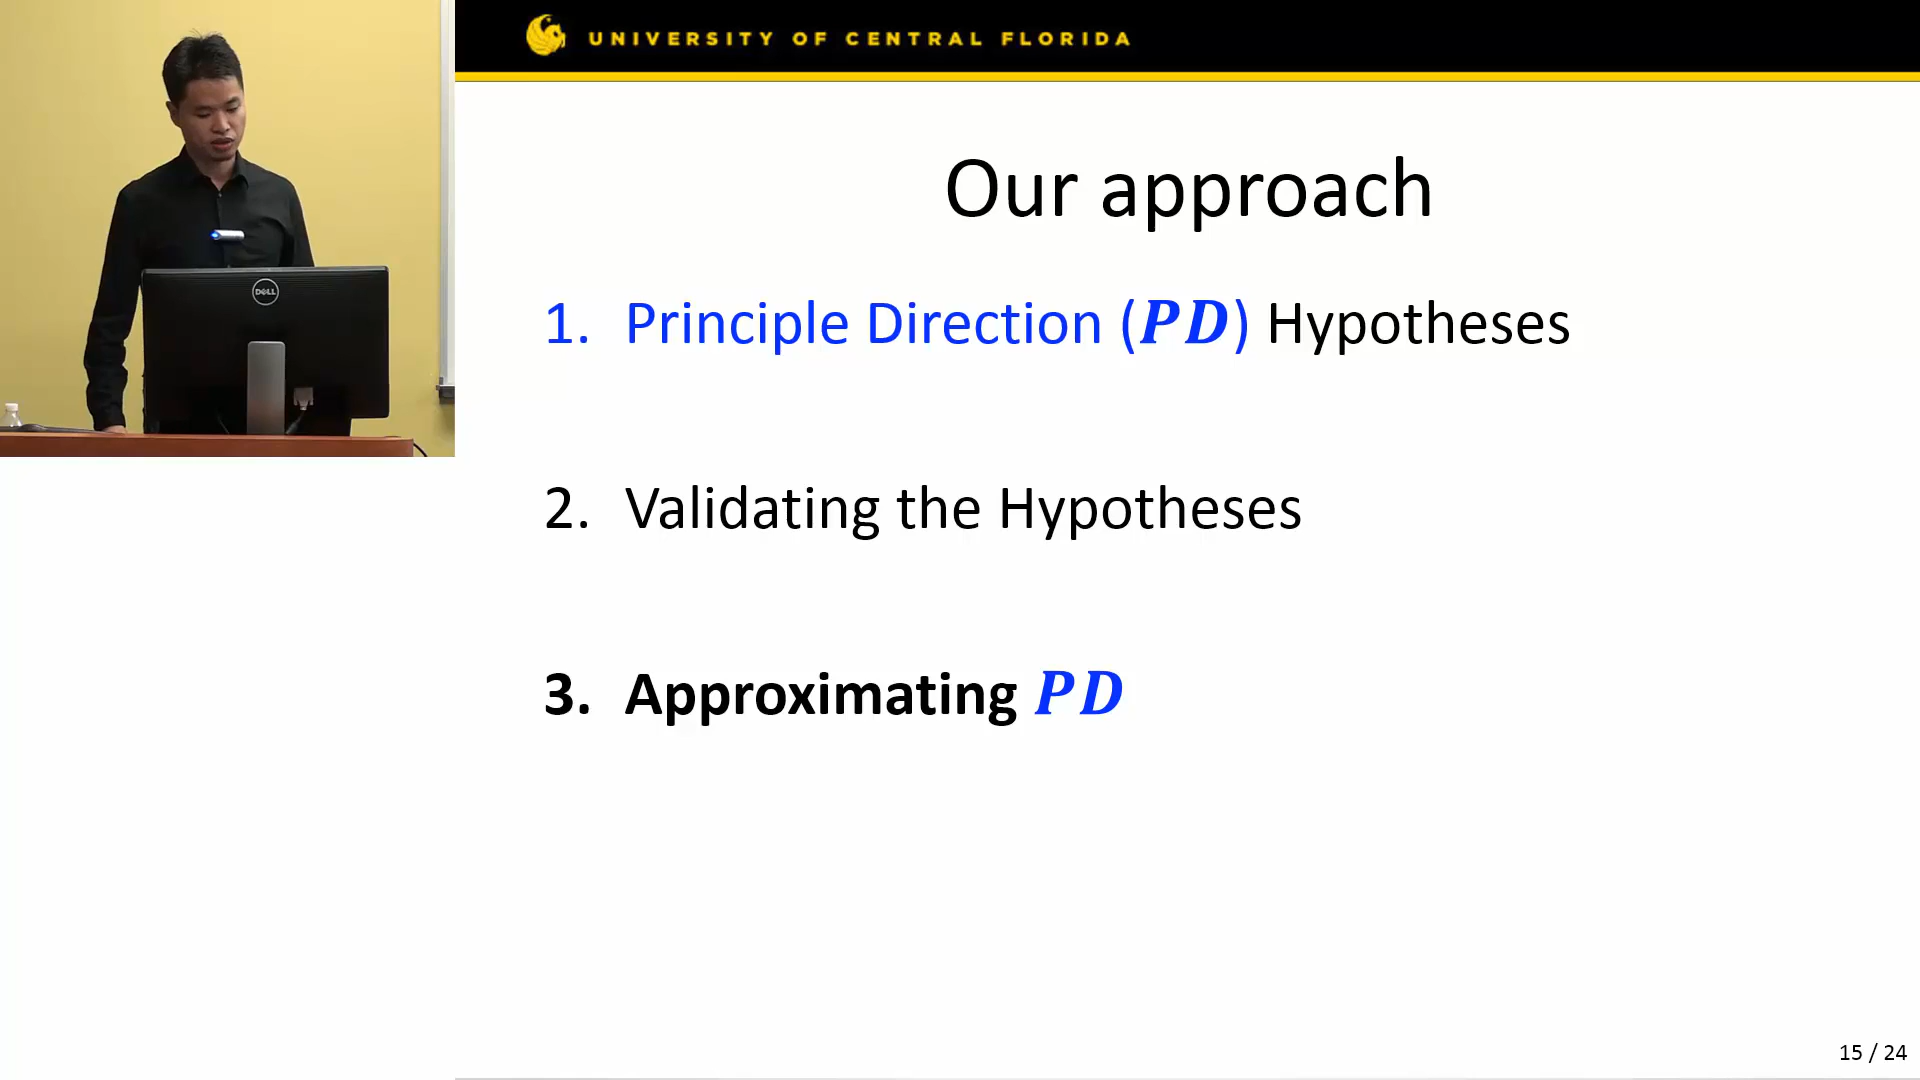 UNIVERSITY OF CENTRAL FLORIDA
Our approach
1. Principle Direction (PD) Hypotheses
2. Validating the Hypotheses
3. Approximating PD
DELL
15 / 24